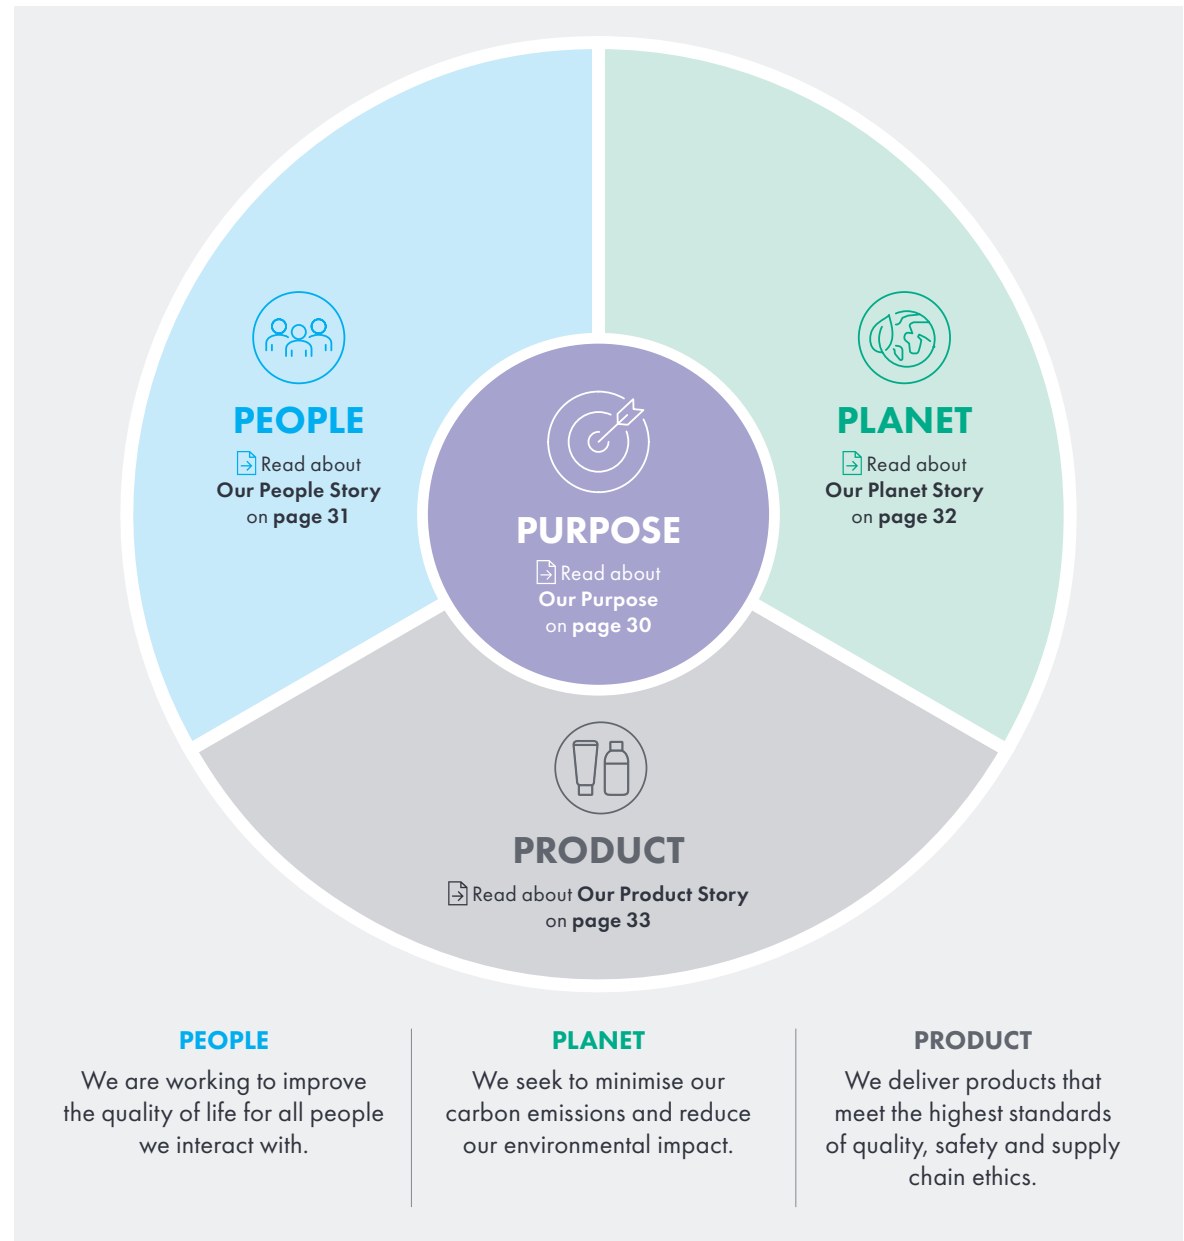 PEOPLE
Read about
Our People Story
on page 31
PLANET
Read about
Our Planet Story
on page 32
PURPOSE
Read about
Our Purpose
on page 30
PRODUCT
Read about Our Product Story
on page 33
PEOPLE
We are working to improve
the quality of life for all people
we interact with.
PLANET
We seek to minimise our
carbon emissions and reduce
our environmental impact.
PRODUCT
We deliver products that
meet the highest standards
of quality, safety and supply
chain ethics.